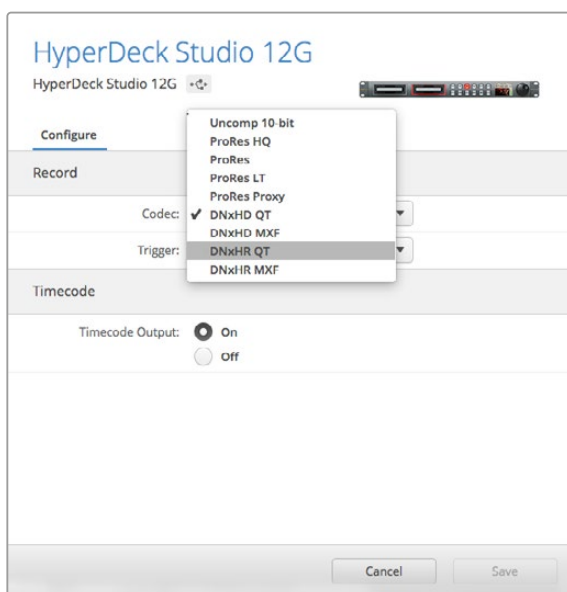 HyperDeck Studio 12G
HyperDeck Studio 12G
Configure
Record
Codec:
Uncomp 10-bit
ProRes HQ
ProRes
ProRes LT
ProRes Proxy
✓ DNxHD QT
DNxHD MXF
DNxHR QT
DNxHR MXF
Trigger:
Timecode
Timecode Output: On
Off
Cancel Save